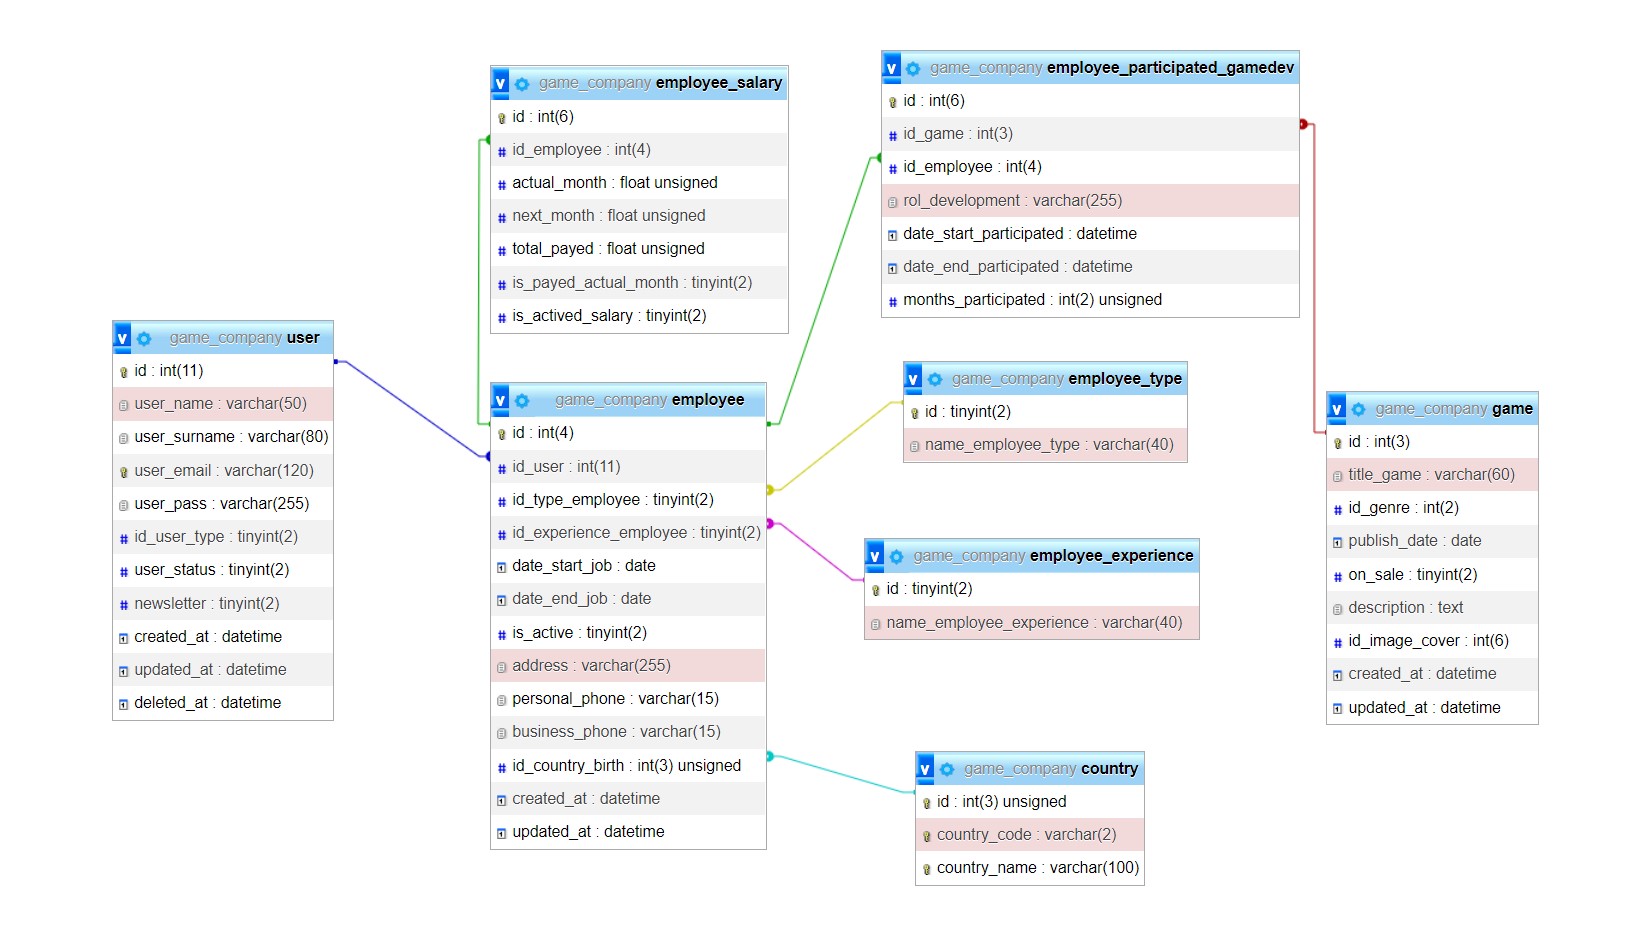 v game_company employee_salary
id : int(6)
id_employee : int(4)
actual_month : float unsigned
next_month : float unsigned
total_payed : float unsigned
is_payed_actual_month : tinyint(2)
is_actived_salary : tinyint(2)
v game_company employee_participated_gamedev
id : int(6)
id_game : int(3)
id_employee : int(4)
rol_development : varchar(255)
date_start_participated : datetime
date_end_participated : datetime
months_participated : int(2) unsigned
v game_company user
id : int(11)
user_name : varchar(50)
user_surname : varchar(80)
user_email : varchar(120)
user_pass : varchar(255)
id_user_type : tinyint(2)
user_status : tinyint(2)
newsletter : tinyint(2)
created_at : datetime
updated_at : datetime
deleted_at : datetime
v game_company employee
id : int(4)
id_user : int(11)
id_type_employee : tinyint(2)
id_experience_employee : tinyint(2)
date_start_job : date
date_end_job : date
is_active : tinyint(2)
address : varchar(255)
personal_phone : varchar(15)
business_phone : varchar(15)
id_country_birth : int(3) unsigned
created_at : datetime
updated_at : datetime
v game_company employee_type
id : tinyint(2)
name_employee_type : varchar(40)
v game_company employee_experience
id : tinyint(2)
name_employee_experience : varchar(40)
v game_company country
id : int(3) unsigned
country_code : varchar(2)
country_name : varchar(100)
v game_company game
id : int(3)
title_game : varchar(60)
id_genre : int(2)
publish_date : date
on_sale : tinyint(2)
description : text
id_image_cover : int(6)
created_at : datetime
updated_at : datetime